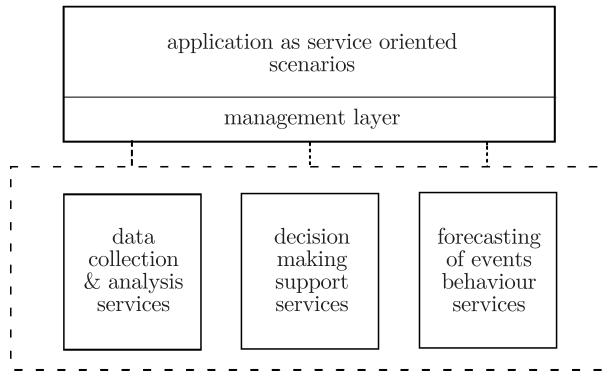 application as service oriented
scenarios
management layer
data
collection
& analysis
services
decision
making
support
services
forecasting
of events
behaviour
services